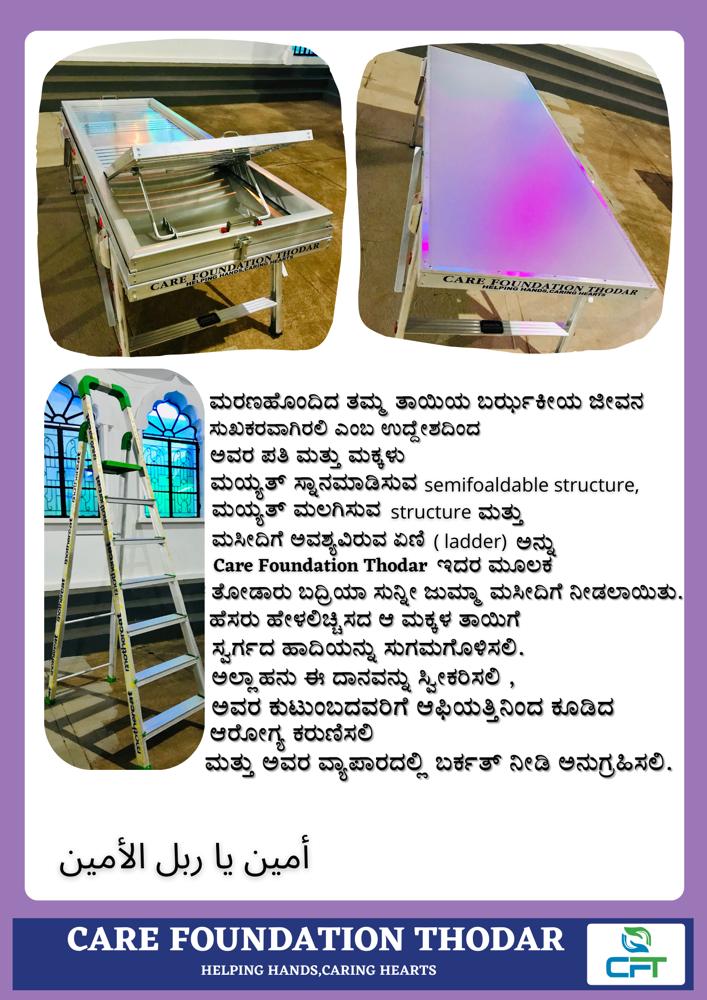 CARE FOUNDATION THODAR
HELPING HANDS,CARING HEARTS
CARE FOUNDATION THODAR
HELPING HANDS,CARING HEARTS
mothercraft
ಮರಣಹೊಂದಿದ ತಮ್ಮ ತಾಯಿಯ ಬರ್ಝಕೀಯ ಜೀವನ
ಸುಖಕರವಾಗಿರಲಿ ಎಂಬ ಉದ್ದೇಶದಿಂದ
ಅವರ ಪತಿ ಮತ್ತು ಮಕ್ಕಳು
ಮಯ್ಯತ್ ಸ್ನಾನಮಾಡಿಸುವ semifoaldable structure,
ಮಯ್ಯತ್ ಮಲಗಿಸುವ structure ಮತ್ತು
ಮಸೀದಿಗೆ ಅವಶ್ಯವಿರುವ ಏಣಿ ( ladder) ಅನ್ನು
Care Foundation Thodar ಇದರ ಮೂಲಕ
ತೋಡಾರು ಬದ್ರಿಯಾ ಸುನ್ನೀ ಜುಮ್ಮಾ ಮಸೀದಿಗೆ ನೀಡಲಾಯಿತು.
ಹೆಸರು ಹೇಳಲಿಚ್ಚಿಸದ ಆ ಮಕ್ಕಳ ತಾಯಿಗೆ
ಸ್ವರ್ಗದ ಹಾದಿಯನ್ನು ಸುಗಮಗೊಳಿಸಲಿ.
ಅಲ್ಲಾಹನು ಈ ದಾನವನ್ನು ಸ್ವೀಕರಿಸಲಿ ,
ಅವರ ಕುಟುಂಬದವರಿಗೆ ಆಫಿಯತ್ತಿನಿಂದ ಕೂಡಿದ
ಆರೋಗ್ಯ ಕರುಣಿಸಲಿ
ಮತ್ತು ಅವರ ವ್ಯಾಪಾರದಲ್ಲಿ ಬರ್ಕತ್ ನೀಡಿ ಅನುಗ್ರಹಿಸಲಿ.
أمين يا ربل الأمين
CARE FOUNDATION THODAR
HELPING HANDS,CARING HEARTS
CFT